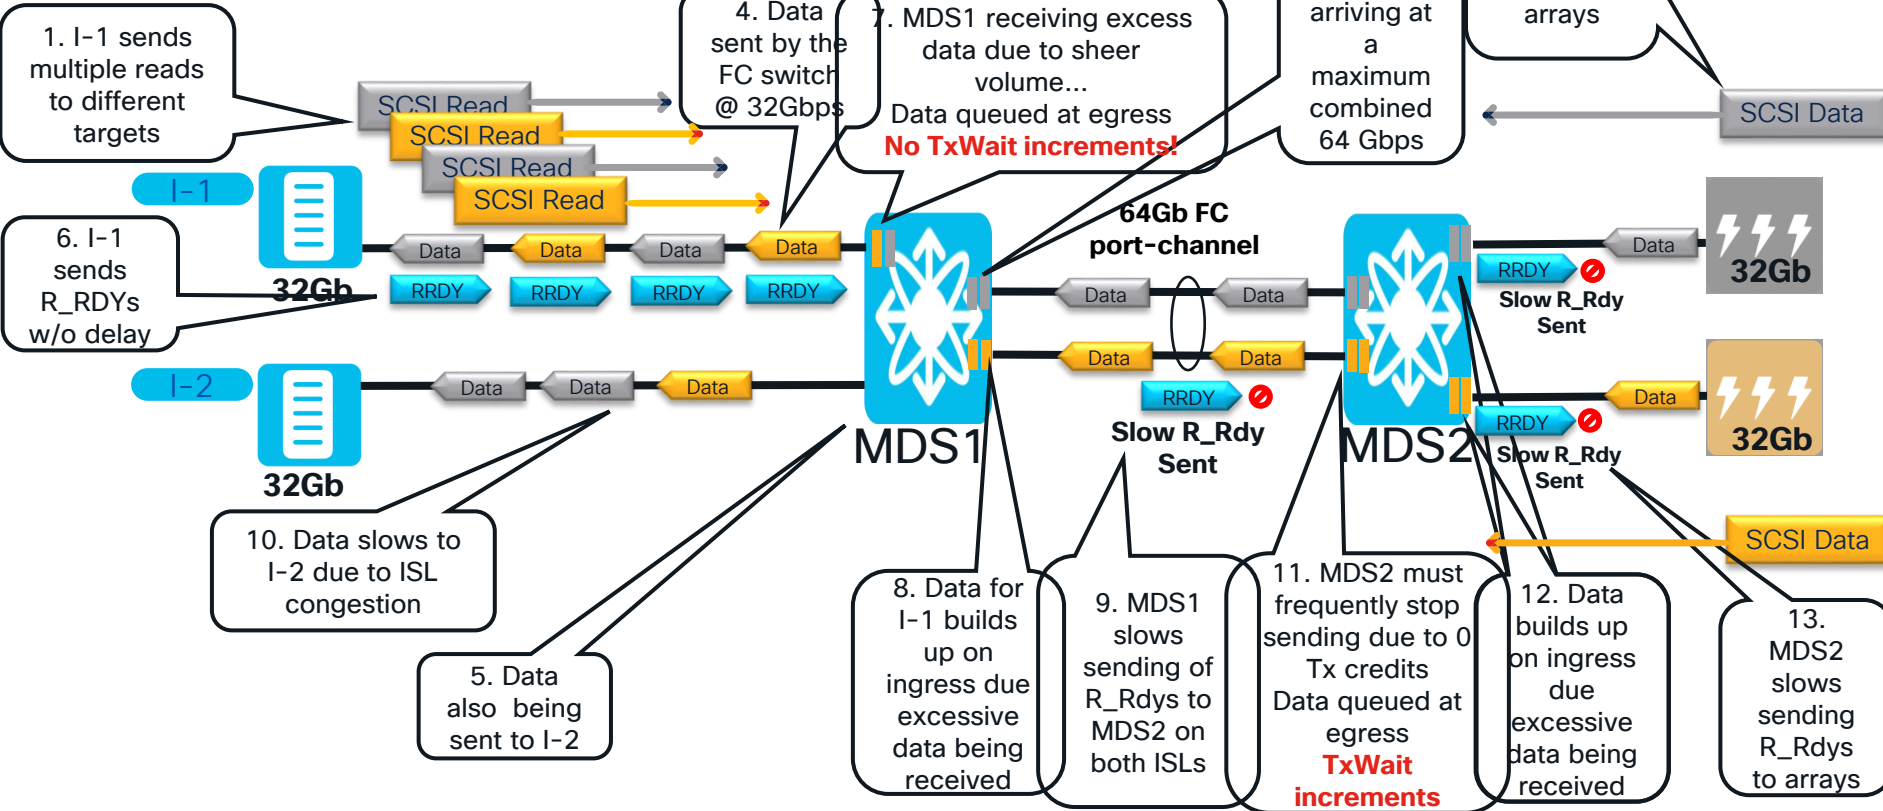 1. I-1 sends
multiple reads
to different
targets
4. Data
sent by the
FC switch
@ 32Gbps
7. MDS1 receiving excess
data due to sheer
volume...
Data queued at egress
No TxWait increments!
arriving at
a
maximum
combined
64 Gbps
arrays
SCSI Read
SCSI Read
SCSI Read
SCSI Read
SCSI Data
I-1
32Gb
6. I-1
sends
R_RDYs
w/o delay
Data
Data
Data
Data
RRDY
RRDY
RRDY
RRDY
64Gb FC
port-channel
Data
Data
Data
Data
RRDY
Slow R_Rdy
Sent
Data
32Gb
RRDY
Slow R_Rdy
Sent
Data
32Gb
RRDY
Slow R_Rdy
Sent
I-2
32Gb
Data
Data
Data
MDS1
MDS2
SCSI Data
10. Data slows to
I-2 due to ISL
congestion
5. Data
also being
sent to I-2
8. Data for
I-1 builds
up on
ingress due
excessive
data being
received
9. MDS1
slows
sending of
R_Rdys to
MDS2 on
both ISLs
11. MDS2 must
frequently stop
sending due to 0
Tx credits
Data queued at
egress
TxWait
increments
12. Data
builds up
on ingress
due
excessive
data being
received
13.
MDS2
slows
sending
R_Rdys
to arrays